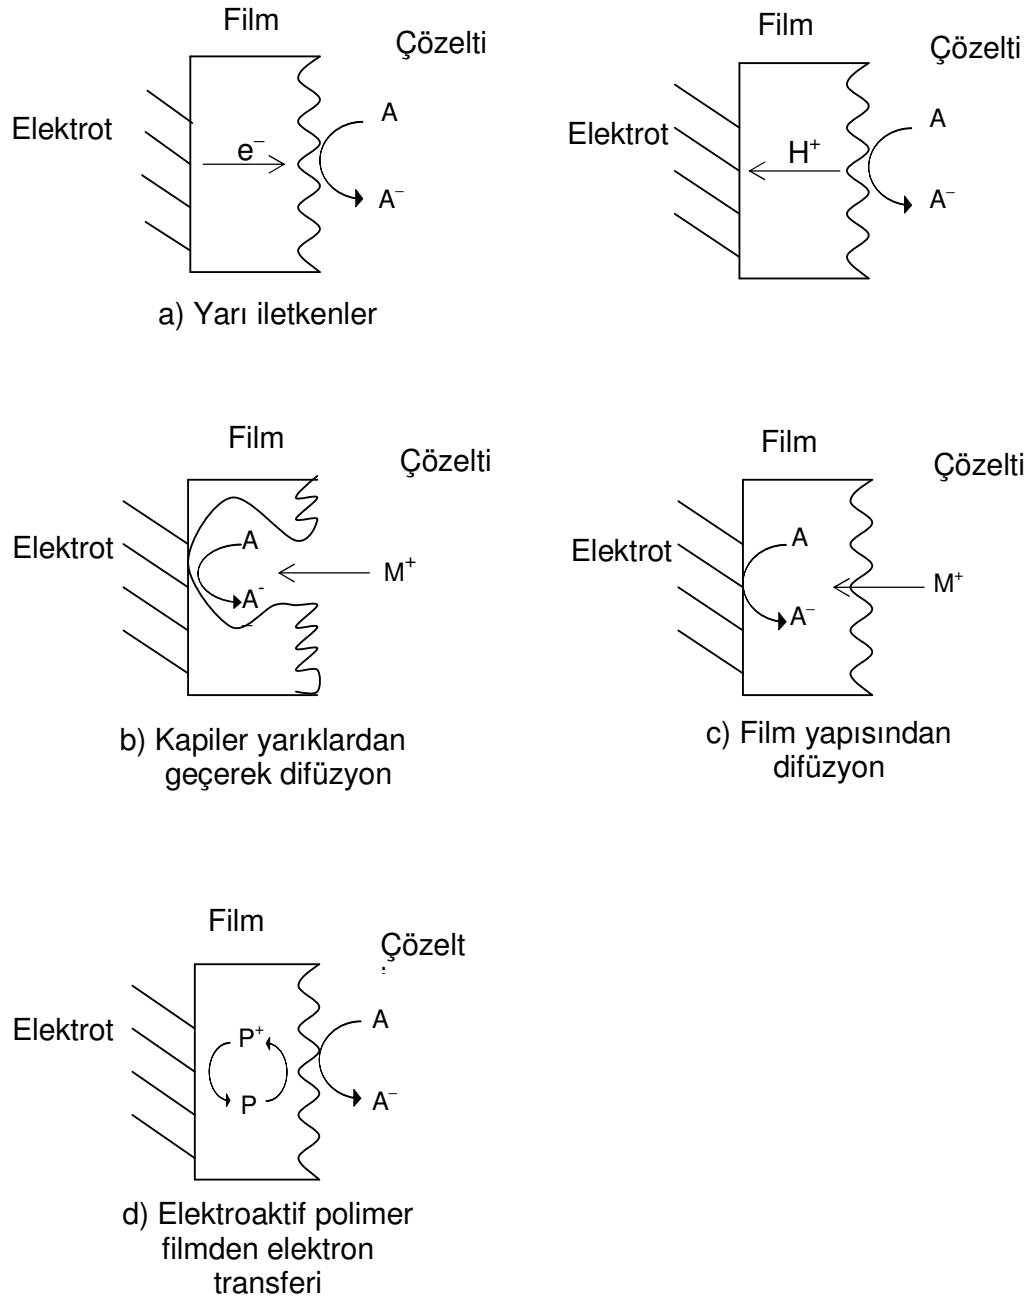 Film
Çözelti
Elektrot
e⁻
A
A⁻
a) Yarı iletkenler
Film
Çözelti
Elektrot
H⁺
A
A⁻
Film
Çözelti
Elektrot
A
A⁻
M⁺
b) Kapiler yarıklardan
geçerek difüzyon
Film
Çözelti
Elektrot
A
A⁻
M⁺
c) Film yapısından
difüzyon
Film
Çözelt
Elektrot
P⁺
P
A
A⁻
d) Elektroaktif polimer
filmden elektron
transferi